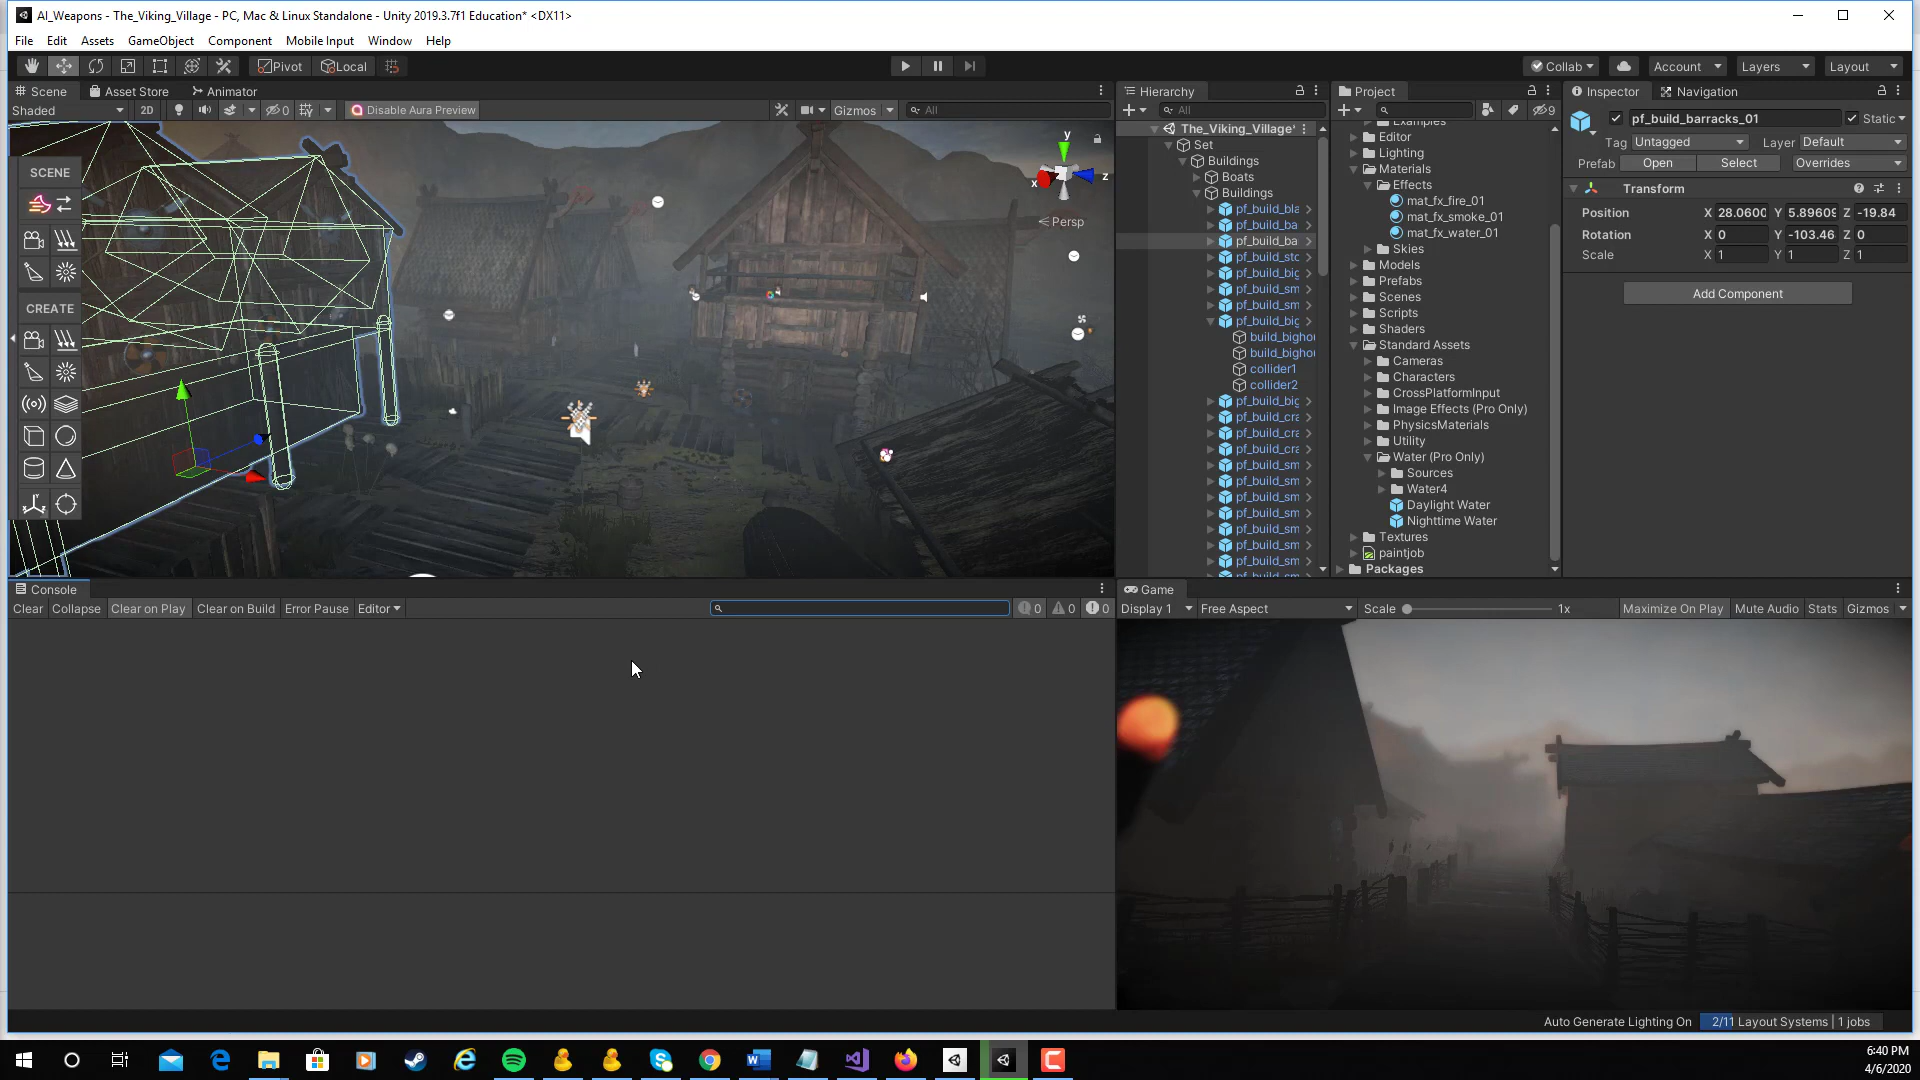 AI_Weapons - The_Viking_Village - PC, Mac & Linux Standalone - Unity 2019.3.7f1 Education* <DX11>
File Edit Assets GameObject Component Mobile Input Window Help
Pivot Local Collab Account Layers Layout
Scene Asset Store Animator
Shaded 2D 0 Disable Aura Preview Gizmos All
y
x
z
Persp
SCENE
CREATE
Hierarchy
All
The_Viking_Village*
Set
Buildings
Boats
Buildings
pf_build_bla
pf_build_ba
pf_build_ba
pf_build_sto
pf_build_big
pf_build_sm
pf_build_sm
pf_build_big
build_bighou
build_bighou
collider1
collider2
pf_build_big
pf_build_cra
pf_build_cra
pf_build_cra
pf_build_sm
pf_build_sm
pf_build_sm
pf_build_sm
pf_build_sm
pf_build_sm
pf_build_sm
Project
9
Examples
Editor
Lighting
Materials
Effects
mat_fx_fire_01
mat_fx_smoke_01
mat_fx_water_01
Skies
Models
Prefabs
Scenes
Scripts
Shaders
Standard Assets
Cameras
Characters
CrossPlatformInput
Image Effects (Pro Only)
PhysicsMaterials
Utility
Water (Pro Only)
Sources
Water4
Daylight Water
Nighttime Water
Textures
paintjob
Packages
Inspector Navigation
pf_build_barracks_01 Static
Tag Untagged Layer Default
Prefab Open Select Overrides
Transform
Position X 28.0600 Y 5.89609 Z -19.84
Rotation X 0 Y -103.46 Z 0
Scale X 1 Y 1 Z 1
Add Component
Console
Clear Collapse Clear on Play Clear on Build Error Pause Editor 0 0 0
Game
Display 1 Free Aspect Scale 1x Maximize On Play Mute Audio Stats Gizmos
Auto Generate Lighting On 2/11 Layout Systems | 1 jobs
6:40 PM
4/6/2020